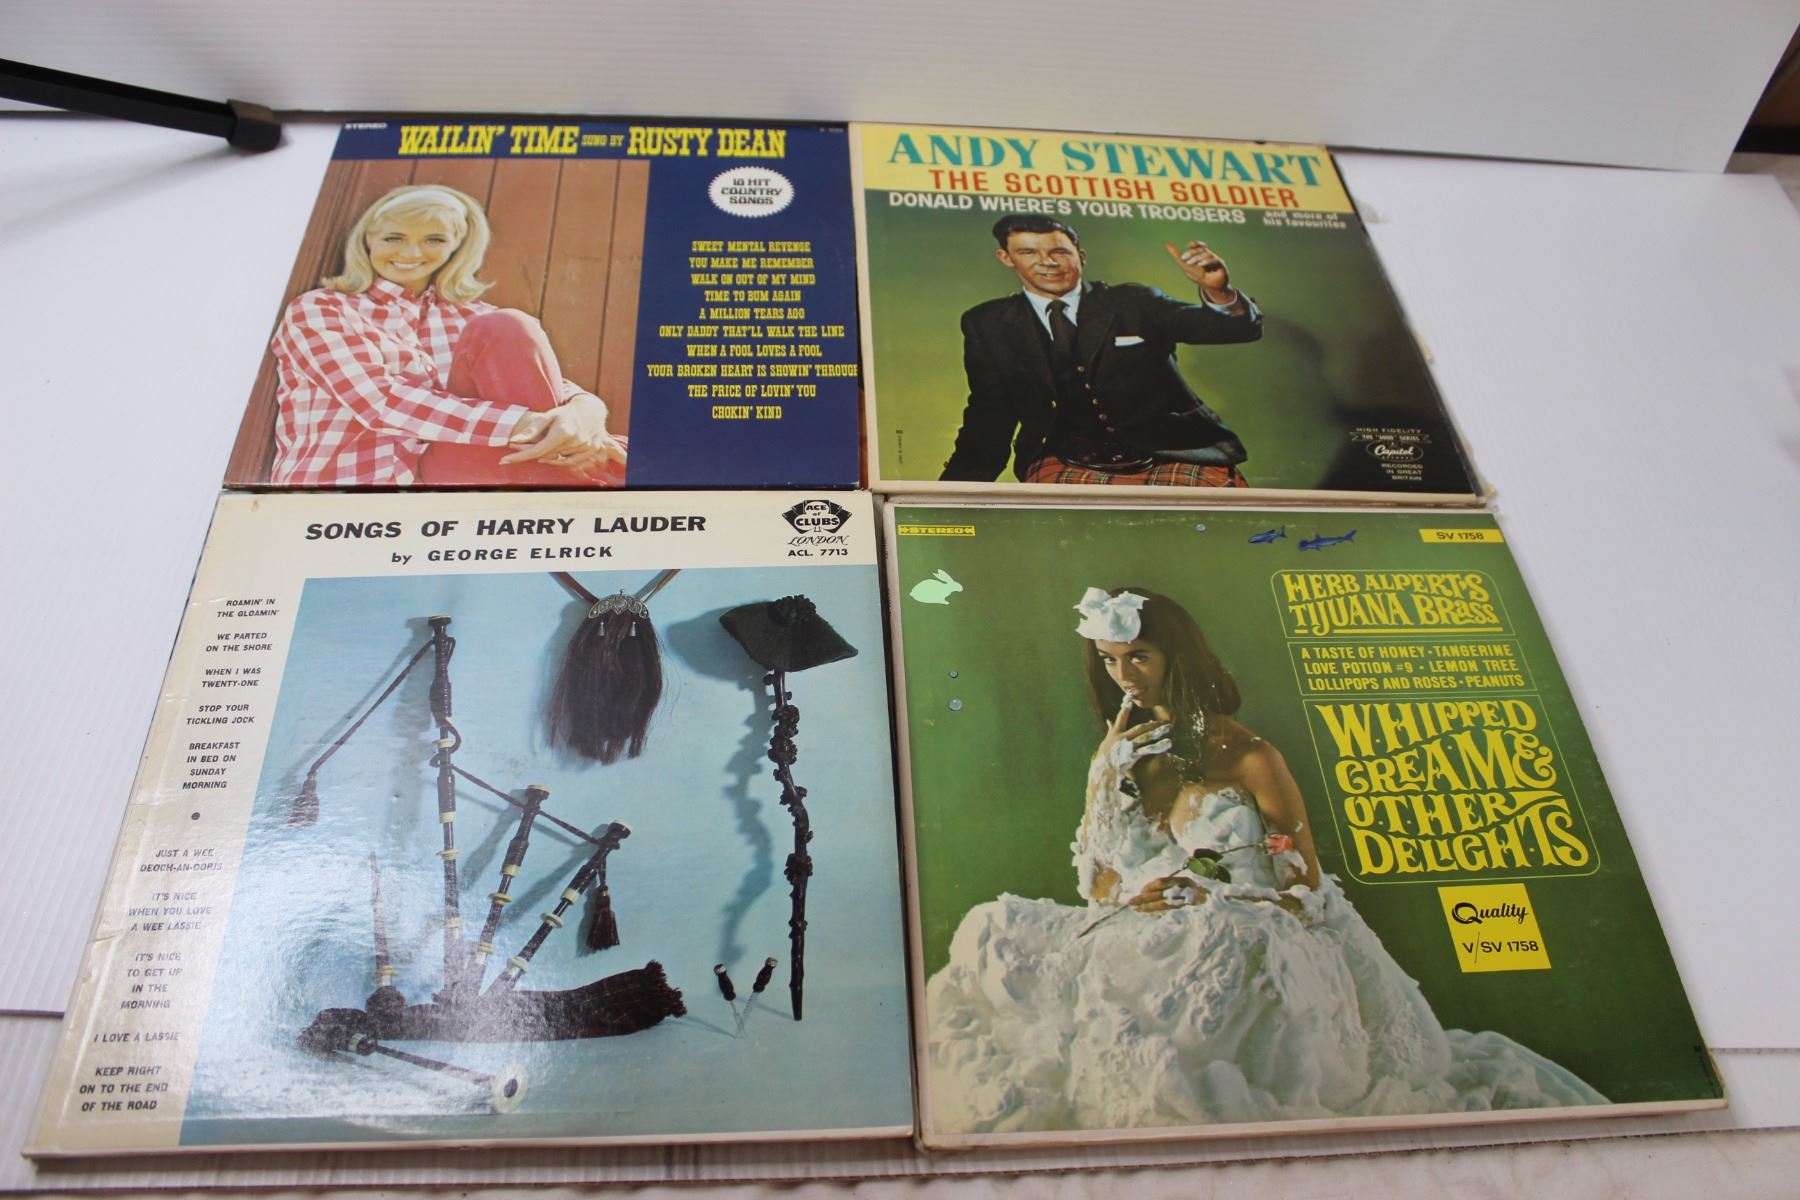 STEREO
WAILIN' TIME SUNG BY RUSTY DEAN
10 HIT
COUNTRY
SONGS
SWEET MENTAL REVENGE
YOU MAKE ME REMEMBER
WALK ON OUT OF MY MIND
TIME TO BUM AGAIN
A MILLION TEARS AGO
ONLY DADDY THAT'LL WALK THE LINE
WHEN A FOOL LOVES A FOOL
YOUR BROKEN HEART IS SHOWIN' THROUGH
THE PRICE OF LOVIN' YOU
CHOKIN' KIND
ANDY STEWART
THE SCOTTISH SOLDIER
DONALD WHERE'S YOUR TROOSERS
and more of
his favourites
HIGH FIDELITY
THE "6000" SERIES
Capitol
RECORDED
IN GREAT
BRITAIN
SONGS OF HARRY LAUDER
by GEORGE ELRICK
ACE
of
CLUBS
LONDON
ACL. 7713
ROAMIN' IN
THE GLOAMIN'
WE PARTED
ON THE SHORE
WHEN I WAS
TWENTY-ONE
STOP YOUR
TICKLING JOCK
BREAKFAST
IN BED ON
SUNDAY
MORNING
JUST A WEE
DEOCH-AN-DORIS
IT'S NICE
WHEN YOU LOVE
A WEE LASSIE
IT'S NICE
TO GET UP
IN THE
MORNING
I LOVE A LASSIE
KEEP RIGHT
ON TO THE END
OF THE ROAD
STEREO
SV 1758
HERB ALPERT'S
TIJUANA BRASS
A TASTE OF HONEY • TANGERINE
LOVE POTION #9 • LEMON TREE
LOLLIPOPS AND ROSES • PEANUTS
WHIPPED
CREAM &
OTHER
DELIGHTS
Quality
V/SV 1758